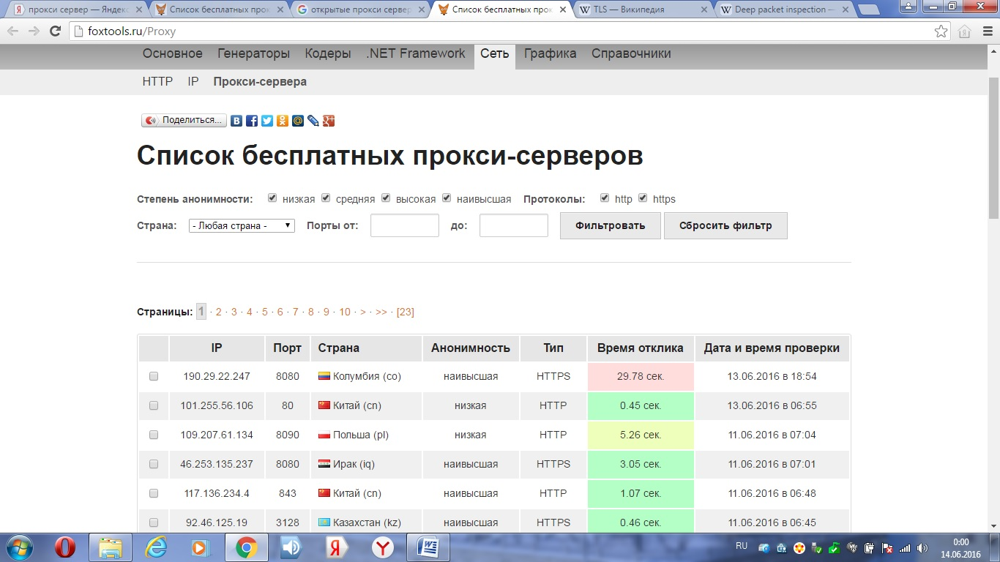 прокси сервер — Яндекс
Список бесплатных прок
открытые прокси сервер
Список бесплатных прок
TLS — Википедия
Deep packet inspection —
foxtools.ru/Proxy
Основное Генераторы Кодеры .NET Framework Сеть Графика Справочники
HTTP IP Прокси-сервера
Поделиться...
Список бесплатных прокси-серверов
Степень анонимности: низкая средняя высокая наивысшая Протоколы: http https
Страна: - Любая страна - Порты от: до: Фильтровать Сбросить фильтр
Страницы: 1 · 2 · 3 · 4 · 5 · 6 · 7 · 8 · 9 · 10 · > · >> · [23]
IP Порт Страна Анонимность Тип Время отклика Дата и время проверки
190.29.22.247 8080 Колумбия (co) наивысшая HTTPS 29.78 сек. 13.06.2016 в 18:54
101.255.56.106 80 Китай (cn) низкая HTTP 0.45 сек. 13.06.2016 в 06:55
109.207.61.134 8090 Польша (pl) низкая HTTP 5.26 сек. 11.06.2016 в 07:04
46.253.135.237 8080 Ирак (iq) наивысшая HTTPS 3.05 сек. 11.06.2016 в 07:01
117.136.234.4 843 Китай (cn) наивысшая HTTP 1.07 сек. 11.06.2016 в 06:48
92.46.125.19 3128 Казахстан (kz) наивысшая HTTPS 0.46 сек. 11.06.2016 в 06:45
RU
0:00
14.06.2016